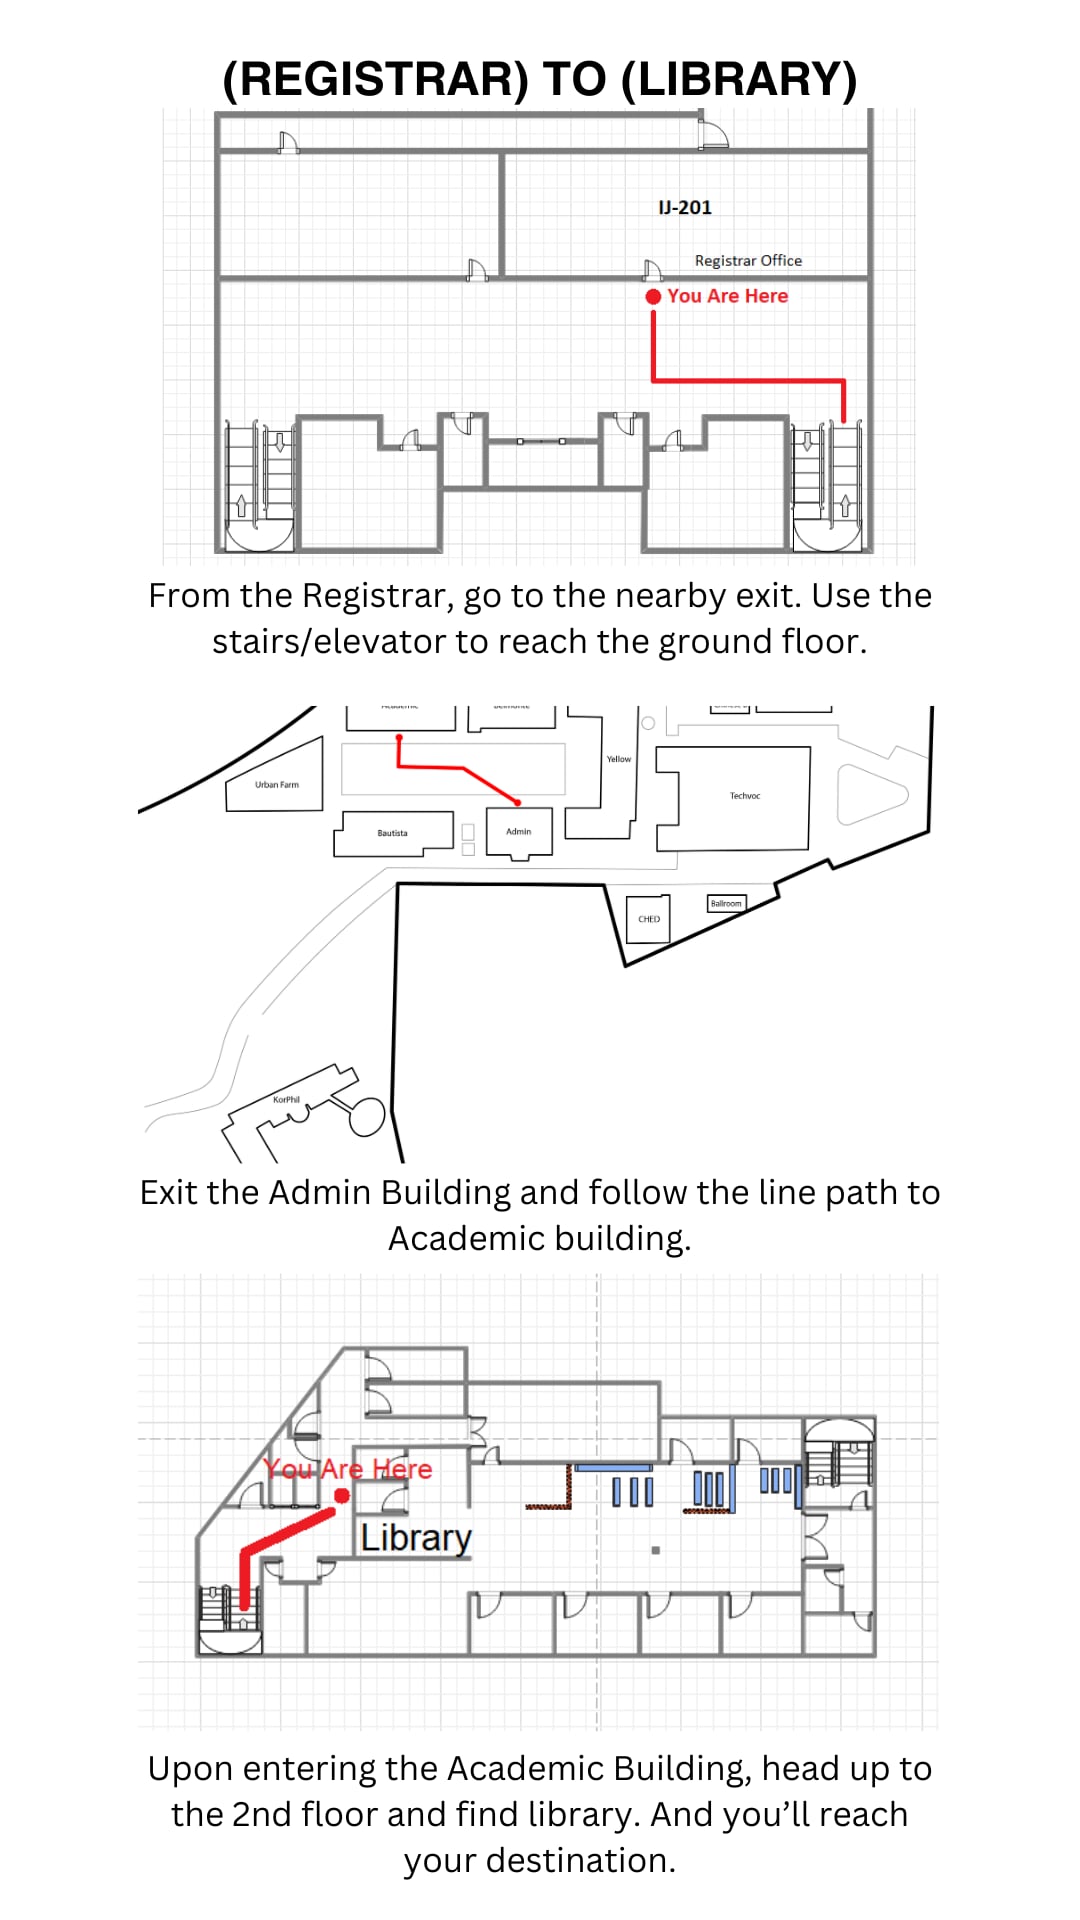 (REGISTRAR) TO (LIBRARY)
IJ-201
Registrar Office
You Are Here
From the Registrar, go to the nearby exit. Use the
stairs/elevator to reach the ground floor.
Yellow
Urban Farm
Techvoc
Bautista
Admin
Ballroom
CHED
KorPhil
Exit the Admin Building and follow the line path to
Academic building.
You Are Here
Library
Upon entering the Academic Building, head up to
the 2nd floor and find library. And you’ll reach
your destination.